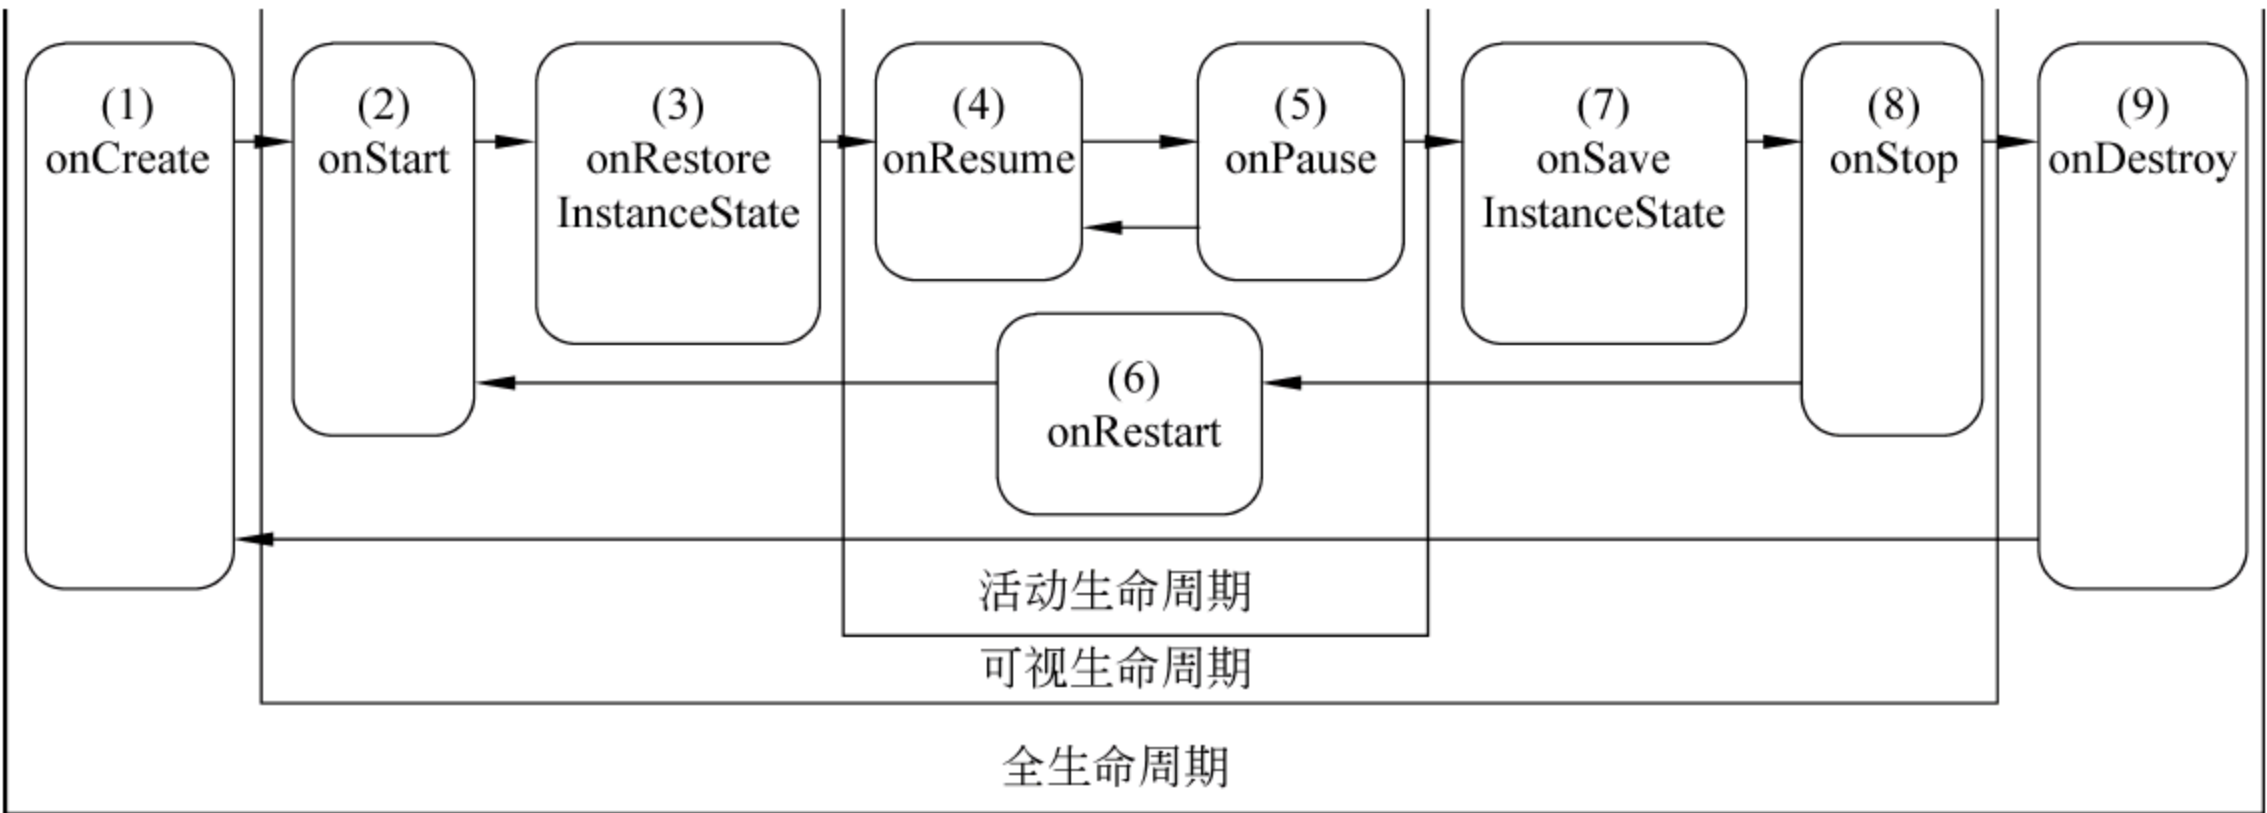 (1)
onCreate
(2)
onStart
(3)
onRestore
InstanceState
(4)
onResume
(5)
onPause
(7)
onSave
InstanceState
(8)
onStop
(9)
onDestroy
(6)
onRestart
活动生命周期
可视生命周期
全生命周期